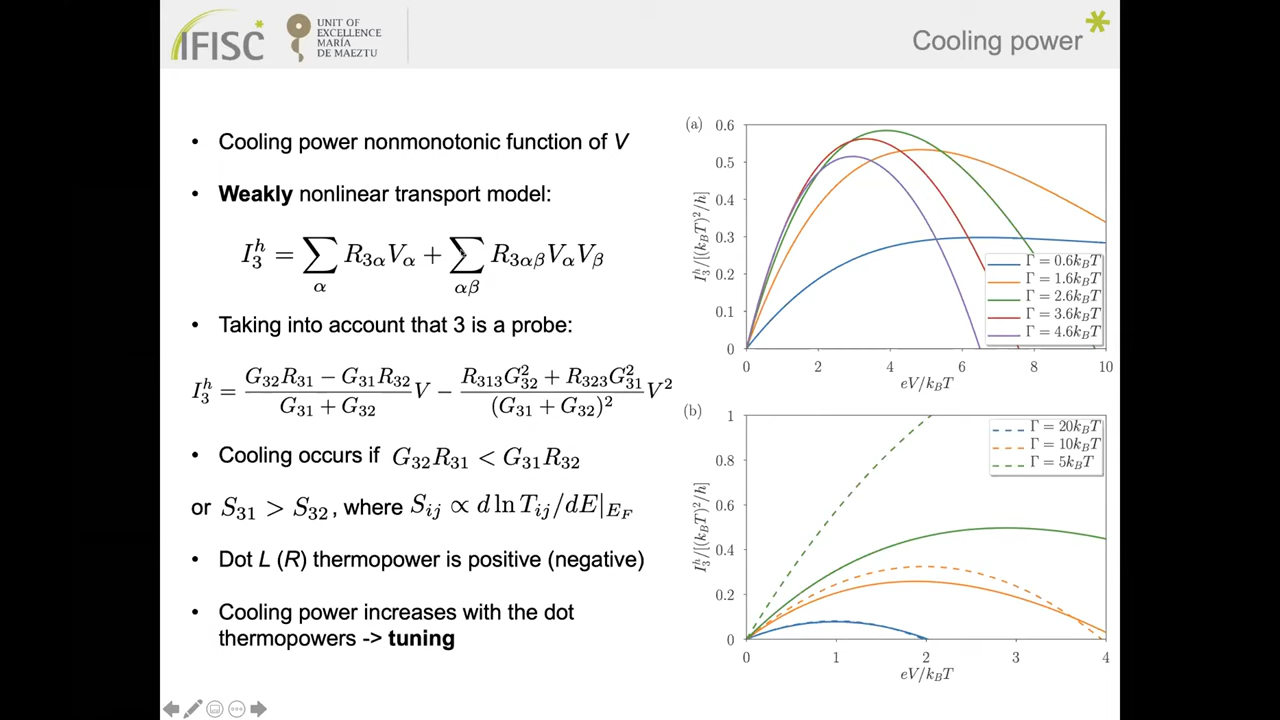 IFISC
UNIT OF
EXCELLENCE
MARÍA
DE MAEZTU
Cooling power
• Cooling power nonmonotonic function of V
• Weakly nonlinear transport model:
I_3^h = ∑_α R_{3α}V_α + ∑_{αβ} R_{3αβ}V_αV_β
• Taking into account that 3 is a probe:
I_3^h = \frac{G_{32}R_{31} − G_{31}R_{32}}{G_{31} + G_{32}} V − \frac{R_{313}G_{32}^2 + R_{323}G_{31}^2}{(G_{31} + G_{32})^2} V^2
• Cooling occurs if G_{32}R_{31} < G_{31}R_{32}
or S_{31} > S_{32}, where S_{ij} ∝ d ln T_{ij}/dE|_{E_F}
• Dot L (R) thermopower is positive (negative)
• Cooling power increases with the dot
thermopowers -> tuning
(a)
I_3^h/[(k_BT)^2/h]
0.6
0.5
0.4
0.3
0.2
0.1
0
0 2 4 6 8 10
eV/k_BT
Γ = 0.6k_BT
Γ = 1.6k_BT
Γ = 2.6k_BT
Γ = 3.6k_BT
Γ = 4.6k_BT
(b)
I_3^h/[(k_BT)^2/h]
1
0.8
0.6
0.4
0.2
0
0 1 2 3 4
eV/k_BT
Γ = 20k_BT
Γ = 10k_BT
Γ = 5k_BT